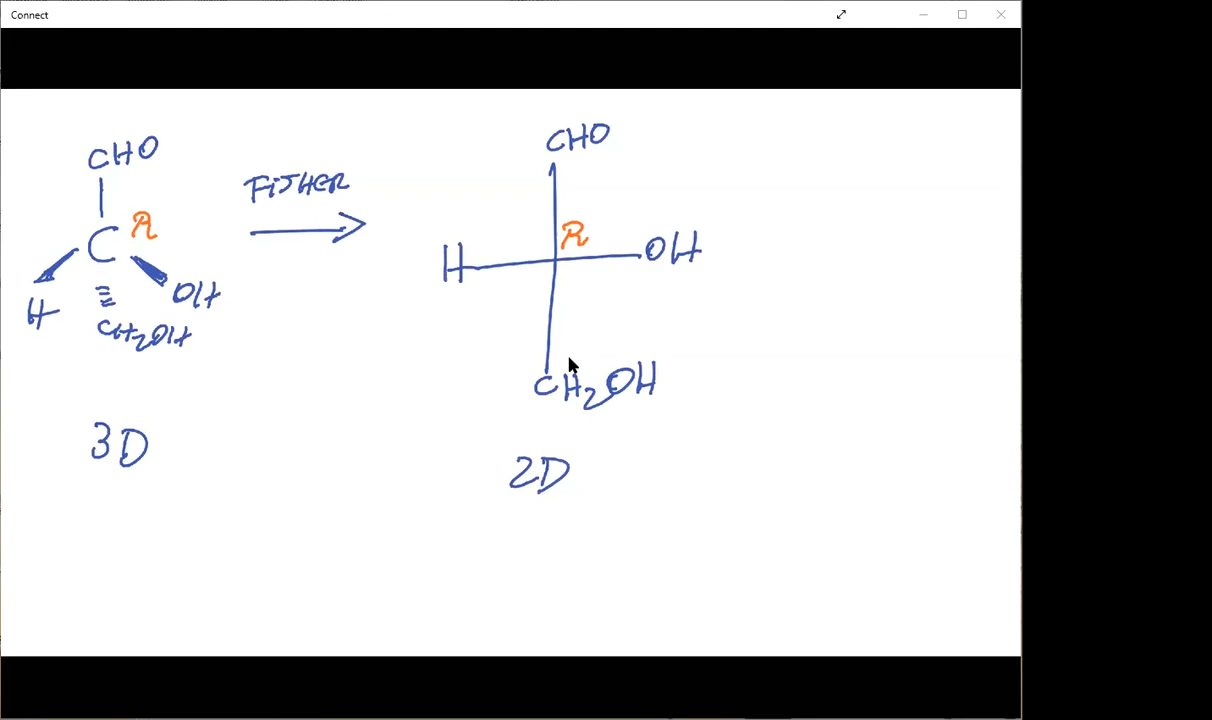 Connect
CHO
C R
H OH
CH2OH
3D
FISHER
CHO
R
H OH
CH2OH
2D